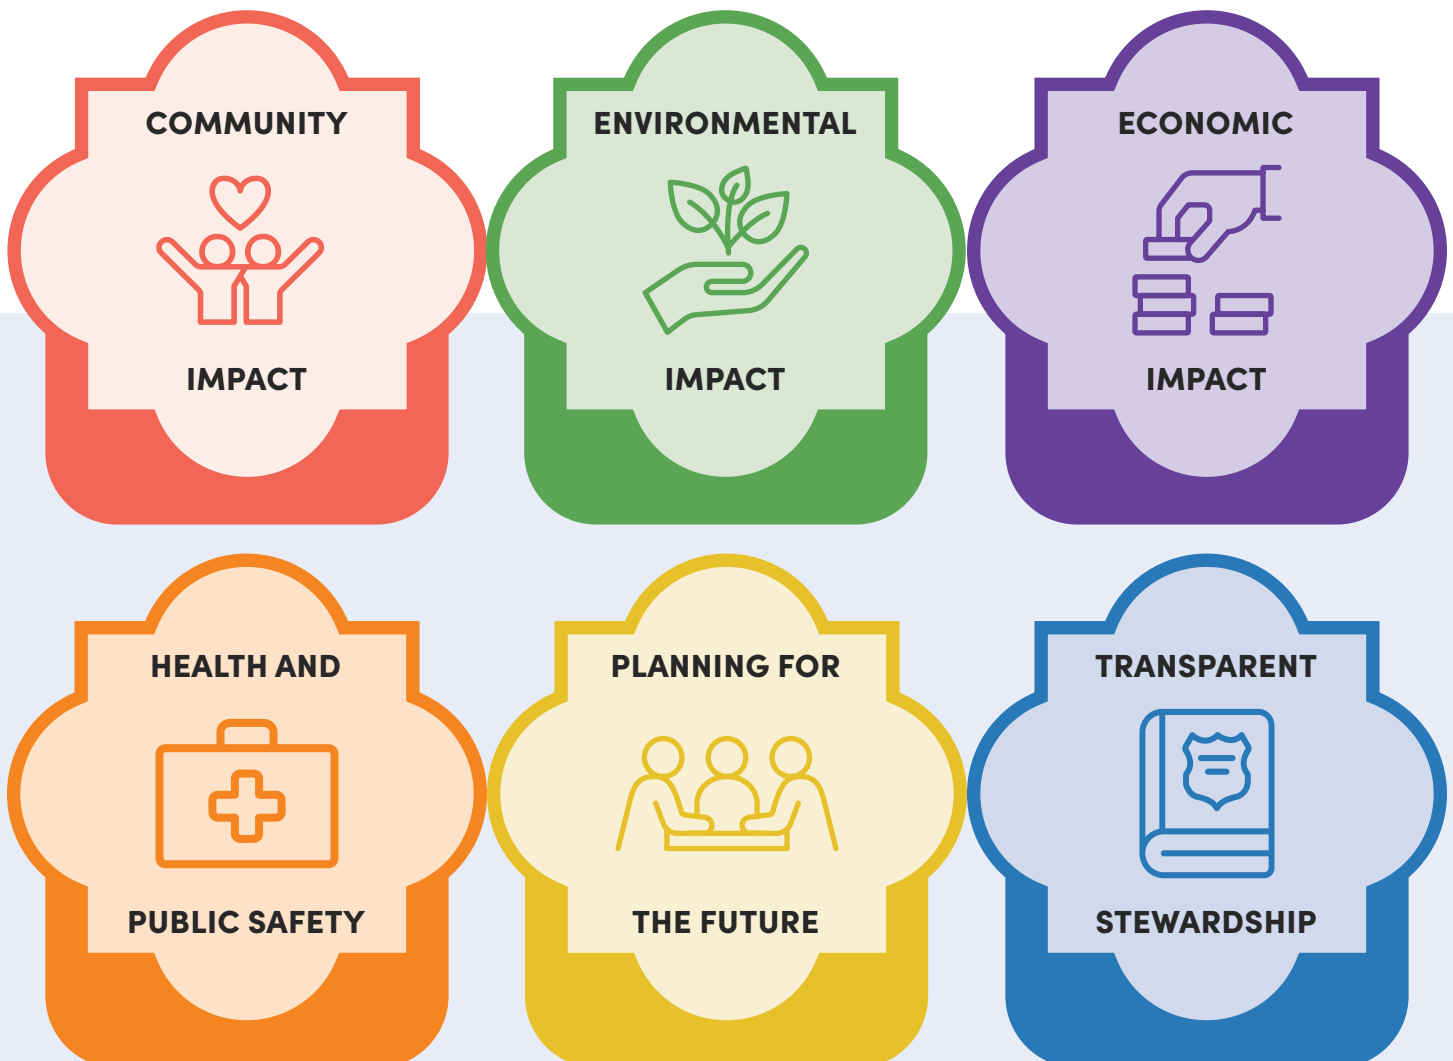 COMMUNITY
IMPACT
ENVIRONMENTAL
IMPACT
ECONOMIC
IMPACT
HEALTH AND
PUBLIC SAFETY
PLANNING FOR
THE FUTURE
TRANSPARENT
STEWARDSHIP